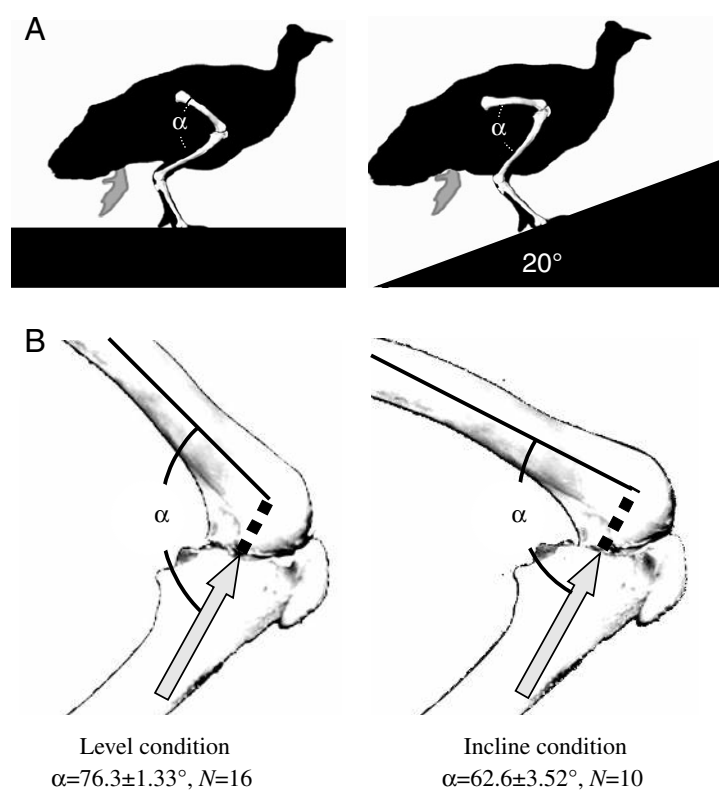 A
α
α
20°
B
α
α
Level condition
α=76.3±1.33°, N=16
Incline condition
α=62.6±3.52°, N=10